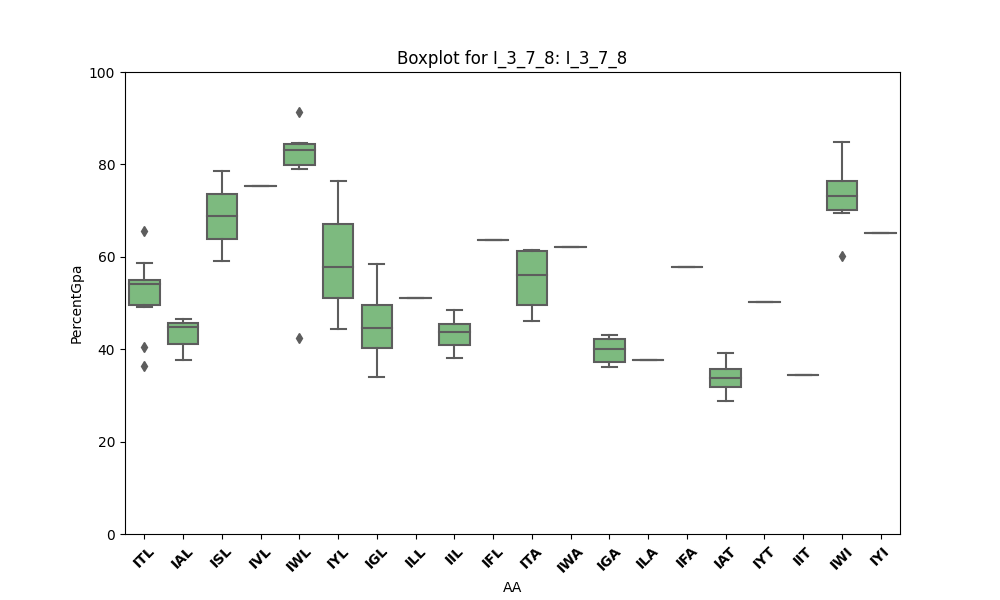 Boxplot for I_3_7_8: I_3_7_8
PercentGpa
100
80
60
40
20
0
ITL IAL ISL IVL IWL IYL IGL ILL IIL IFL ITA IWA IGA ILA IFA IAT IYT IIT IWI IYI
AA